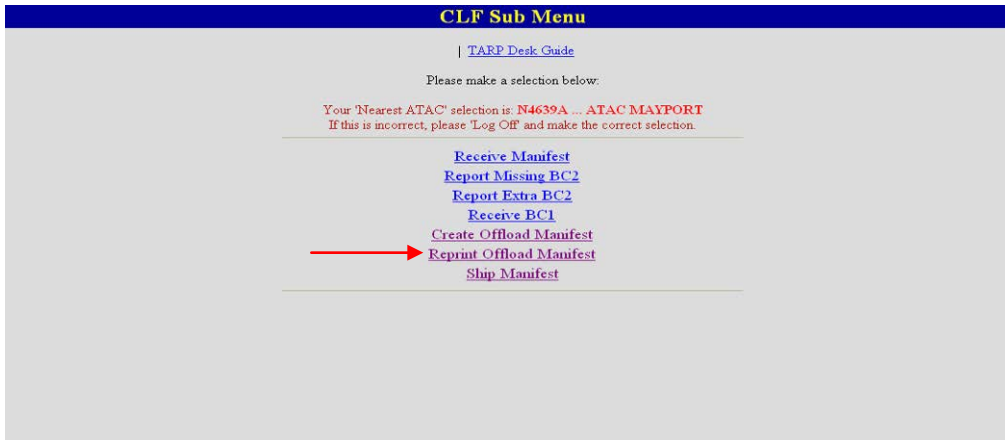 CLF Sub Menu
| TARP Desk Guide
Please make a selection below:
Your 'Nearest ATAC' selection is: N4639A ... ATAC MAYPORT
If this is incorrect, please 'Log Off' and make the correct selection.
Receive Manifest
Report Missing BC2
Report Extra BC2
Receive BC1
Create Offload Manifest
Reprint Offload Manifest
Ship Manifest